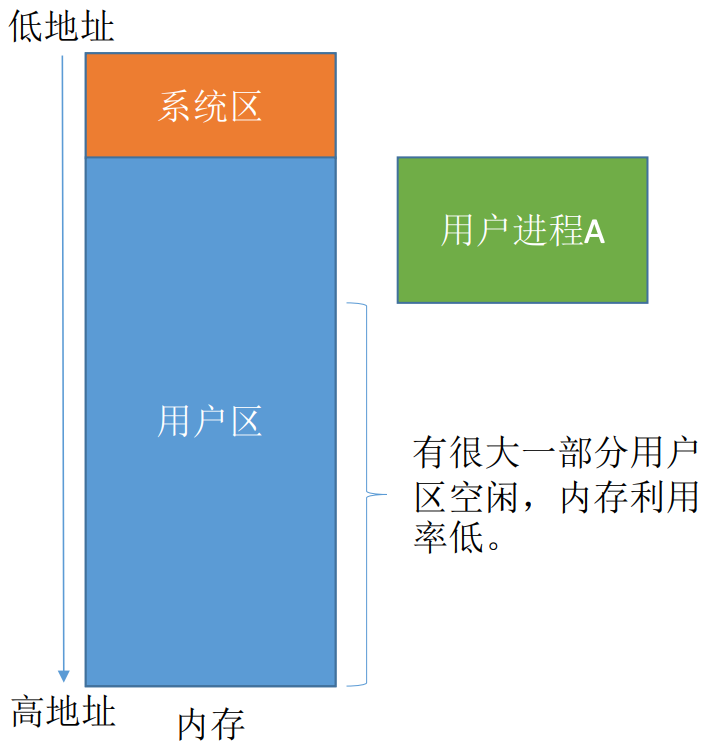 低地址
系统区
用户进程A
用户区
有很大一部分用户
区空闲，内存利用
率低。
高地址
内存